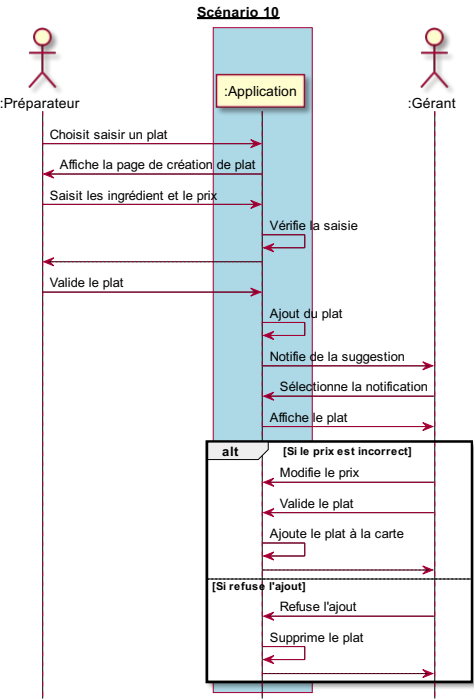 Scénario 10
:Préparateur
:Application
:Gérant
Choisit saisir un plat
Affiche la page de création de plat
Saisit les ingrédient et le prix
Vérifie la saisie
Valide le plat
Ajout du plat
Notifie de la suggestion
Sélectionne la notification
Affiche le plat
alt [Si le prix est incorrect]
Modifie le prix
Valide le plat
Ajoute le plat à la carte
[Si refuse l'ajout]
Refuse l'ajout
Supprime le plat